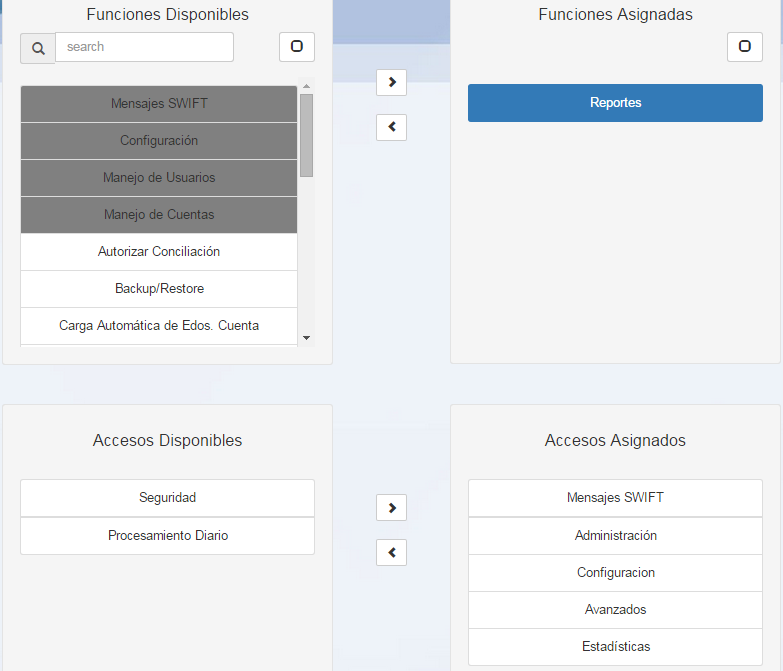 Funciones Disponibles
search
Mensajes SWIFT
Configuración
Manejo de Usuarios
Manejo de Cuentas
Autorizar Conciliación
Backup/Restore
Carga Automática de Edos. Cuenta
Funciones Asignadas
Reportes
Accesos Disponibles
Seguridad
Procesamiento Diario
Accesos Asignados
Mensajes SWIFT
Administración
Configuracion
Avanzados
Estadísticas